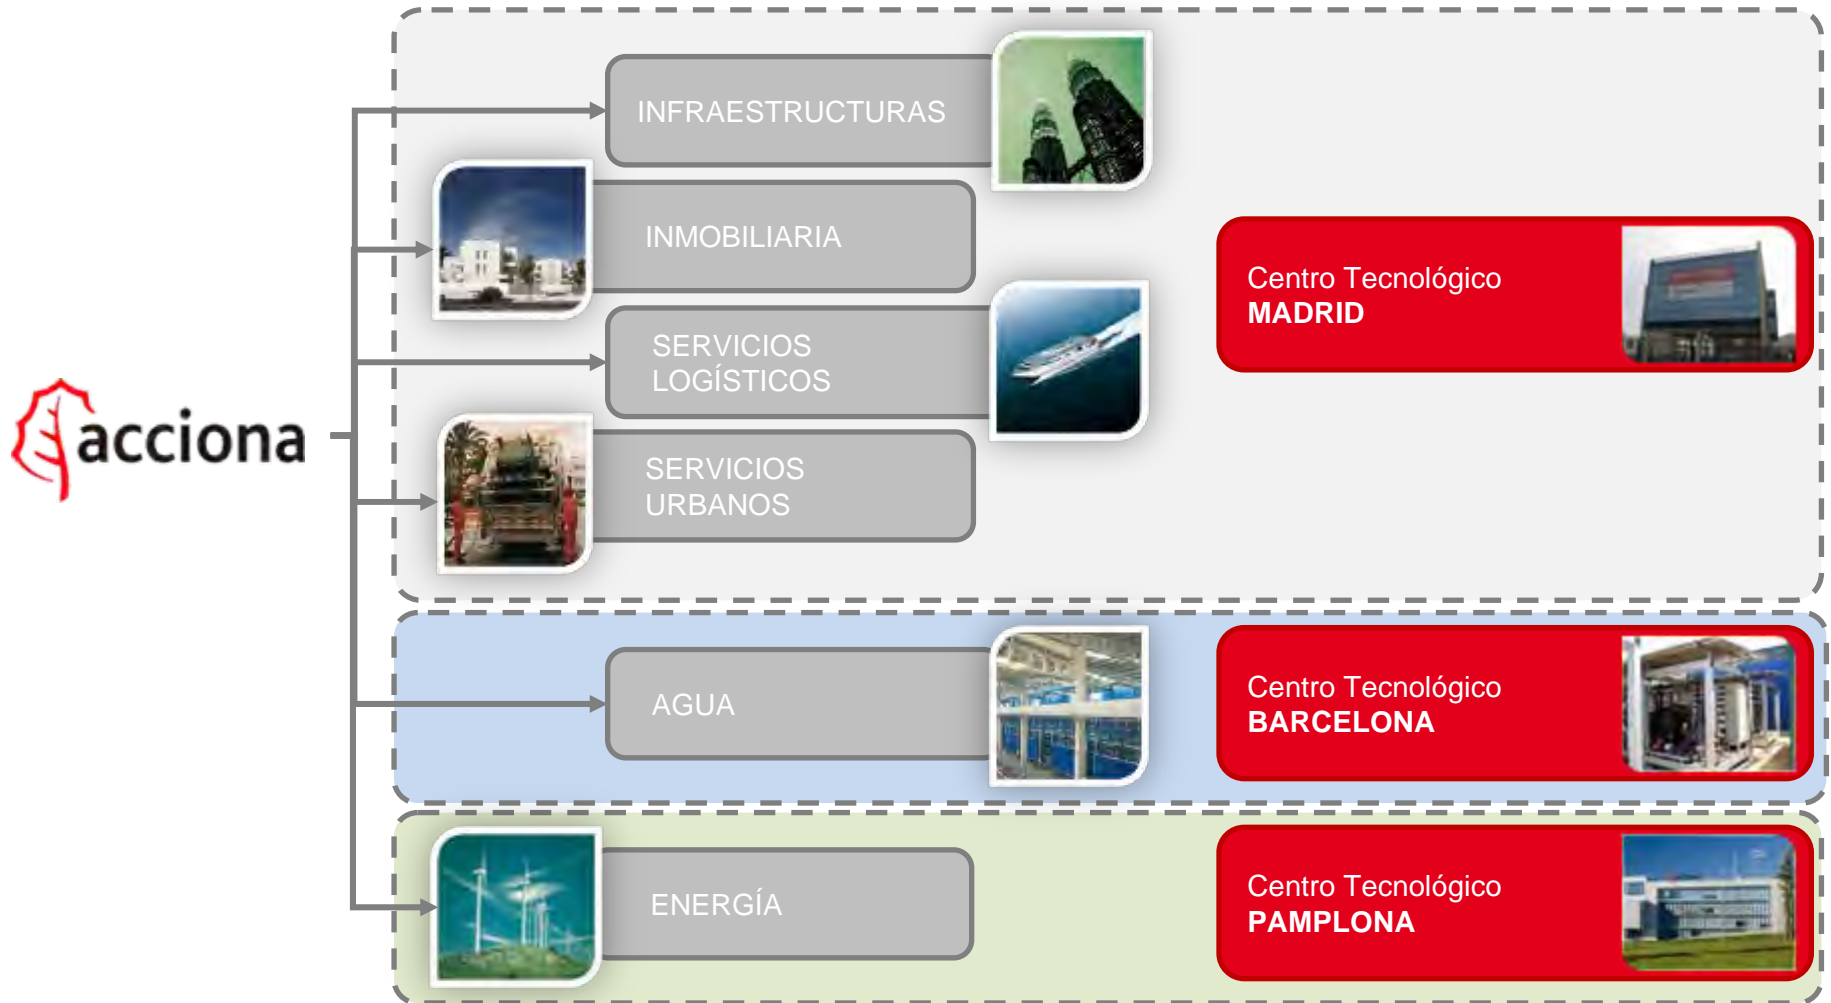 acciona
INFRAESTRUCTURAS
INMOBILIARIA
SERVICIOS
LOGÍSTICOS
SERVICIOS
URBANOS
Centro Tecnológico
MADRID
AGUA
Centro Tecnológico
BARCELONA
ENERGÍA
Centro Tecnológico
PAMPLONA